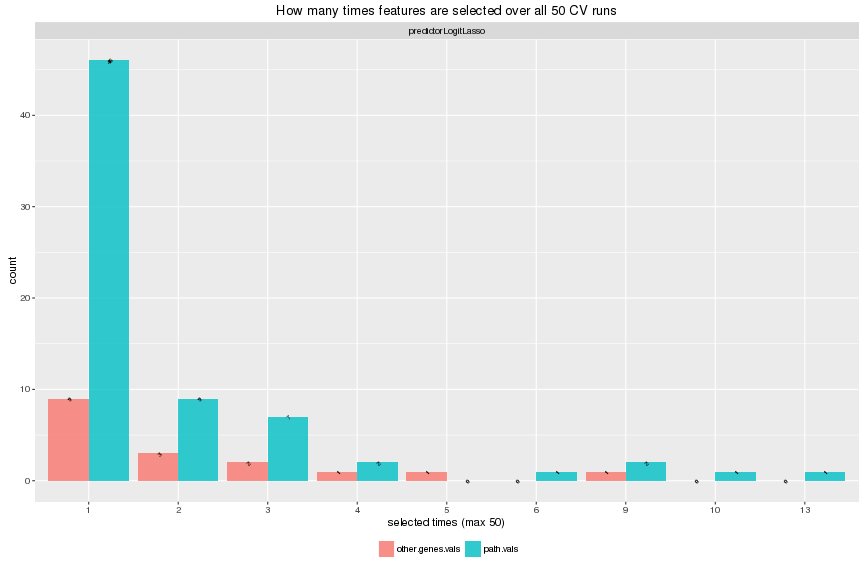 How many times features are selected over all 50 CV runs
predictorLogitLasso
count
40
30
20
10
0
1 2 3 4 5 6 9 10 13
selected times (max 50)
other.genes.vals path.vals